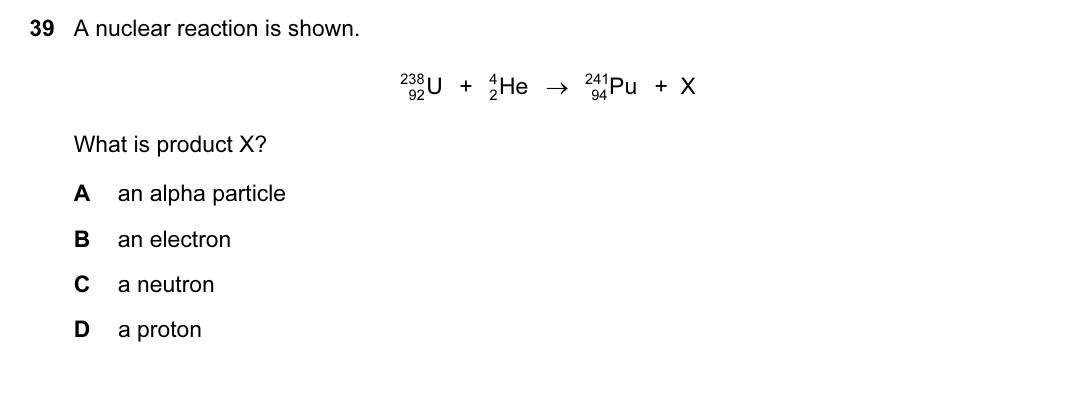 39 A nuclear reaction is shown.
²³⁸₉₂U + ⁴₂He → ²⁴¹₉₄Pu + X
What is product X?
A an alpha particle
B an electron
C a neutron
D a proton